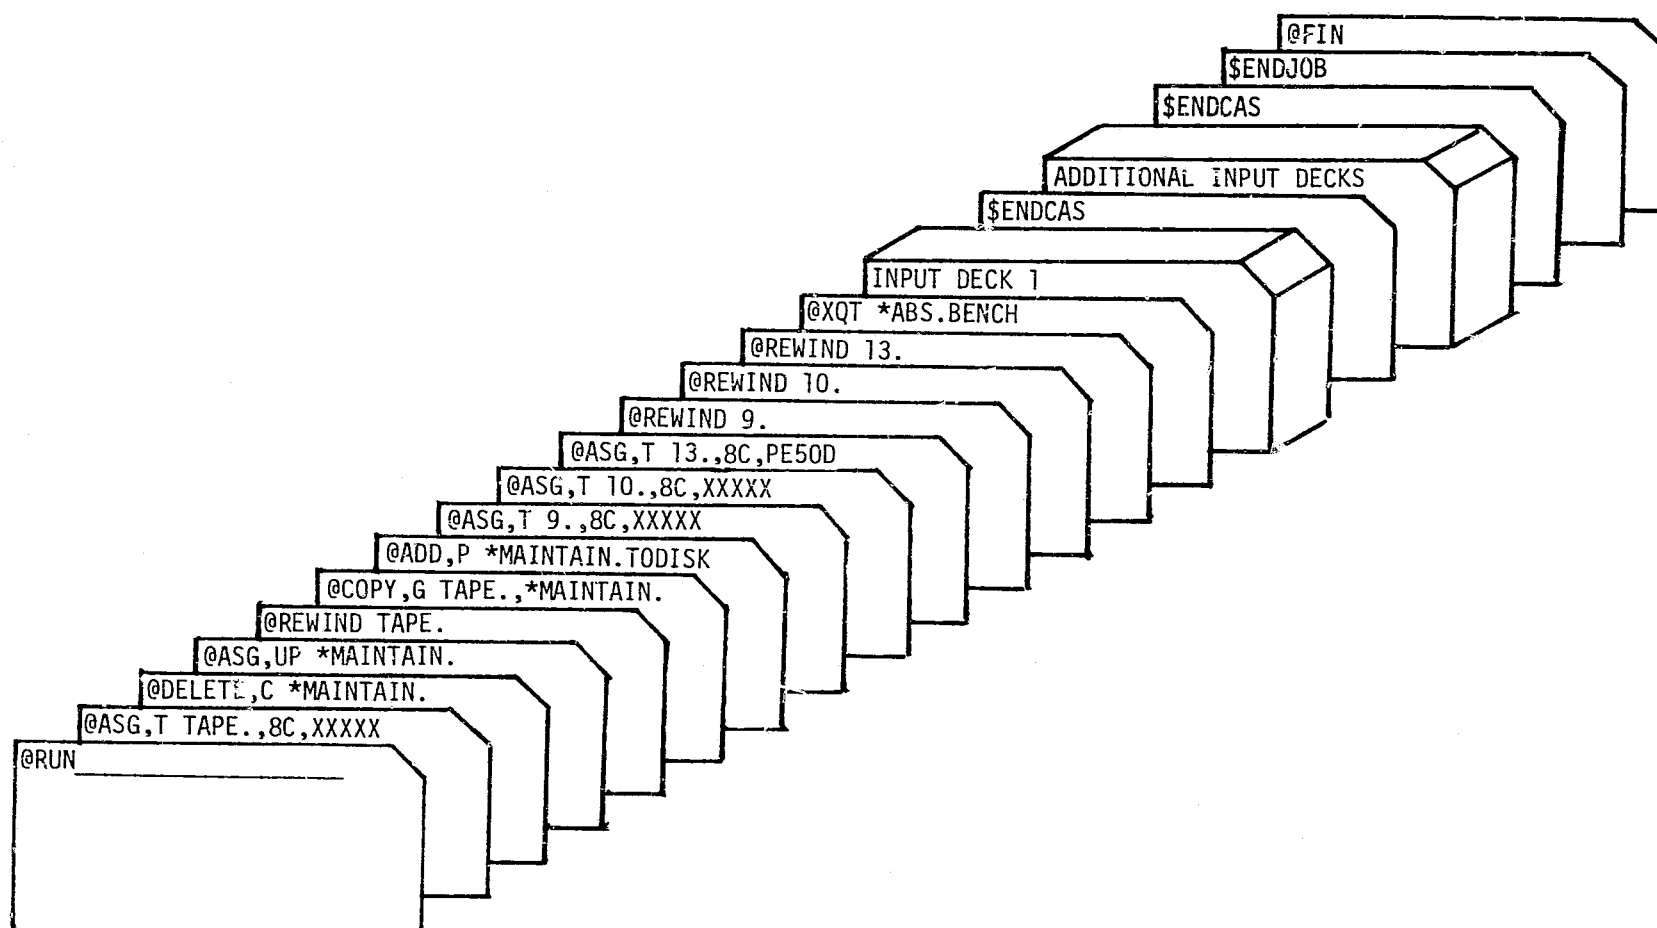 @FIN
$ENDJOB
$ENDCAS
ADDITIONAL INPUT DECKS
$ENDCAS
INPUT DECK 1
@XQT *ABS.BENCH
@REWIND 13.
@REWIND 10.
@REWIND 9.
@ASG,T 13.,8C,PE50D
@ASG,T 10.,8C,XXXXX
@ASG,T 9.,8C,XXXXX
@ADD,P *MAINTAIN.TODISK
@COPY,G TAPE.,*MAINTAIN.
@REWIND TAPE.
@ASG,UP *MAINTAIN.
@DELETE,C *MAINTAIN.
@ASG,T TAPE.,8C,XXXXX
@RUN